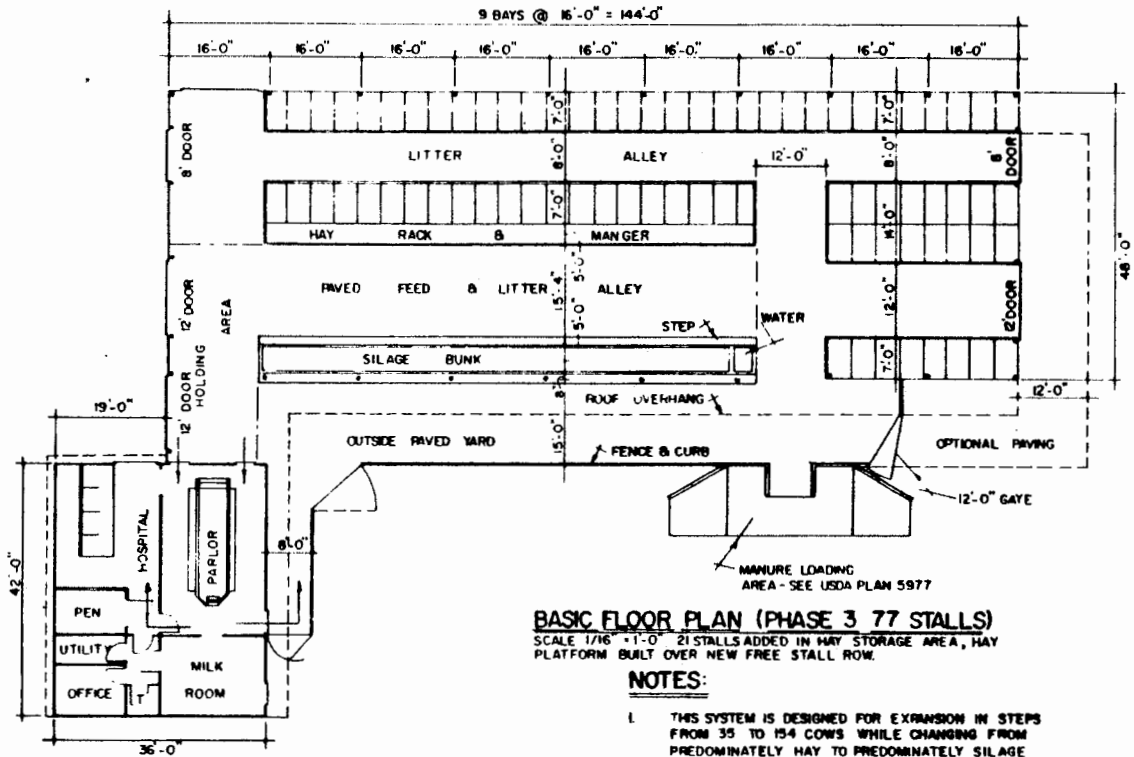 9 BAYS @ 16'-0" = 144'-0"
16'-0" 16'-0" 16'-0" 16'-0" 16'-0" 16'-0" 16'-0" 16'-0" 16'-0"
8' DOOR
7'-0"
7'-0"
LITTER ALLEY
8'-0"
12'-0"
8'-0"
8' DOOR
7'-0"
14'-0"
HAY RACK & MANGER
48'-0"
5'-0"
PAVED FEED & LITTER ALLEY
15'-4"
12' DOOR
12'-0"
12' DOOR
HOLDING AREA
5'-0"
STEP
WATER
SILAGE BUNK
7'-0"
12' DOOR
8'
ROOF OVERHANG
12'-0"
19'-0"
OUTSIDE PAVED YARD
15'-0"
FENCE & CURB
OPTIONAL PAVING
12'-0" GAYE
42'-0"
HOSPITAL
PARLOR
8'-0"
MANURE LOADING
AREA - SEE USDA PLAN 5977
PEN
UTILITY
MILK
ROOM
OFFICE
T
36'-0"
BASIC FLOOR PLAN (PHASE 3 77 STALLS)
SCALE 1/16" = 1'-0" 21 STALLS ADDED IN HAY STORAGE AREA, HAY
PLATFORM BUILT OVER NEW FREE STALL ROW.
NOTES:
1. THIS SYSTEM IS DESIGNED FOR EXPANSION IN STEPS
FROM 35 TO 154 COWS WHILE CHANGING FROM
PREDOMINATELY HAY TO PREDOMINATELY SILAGE